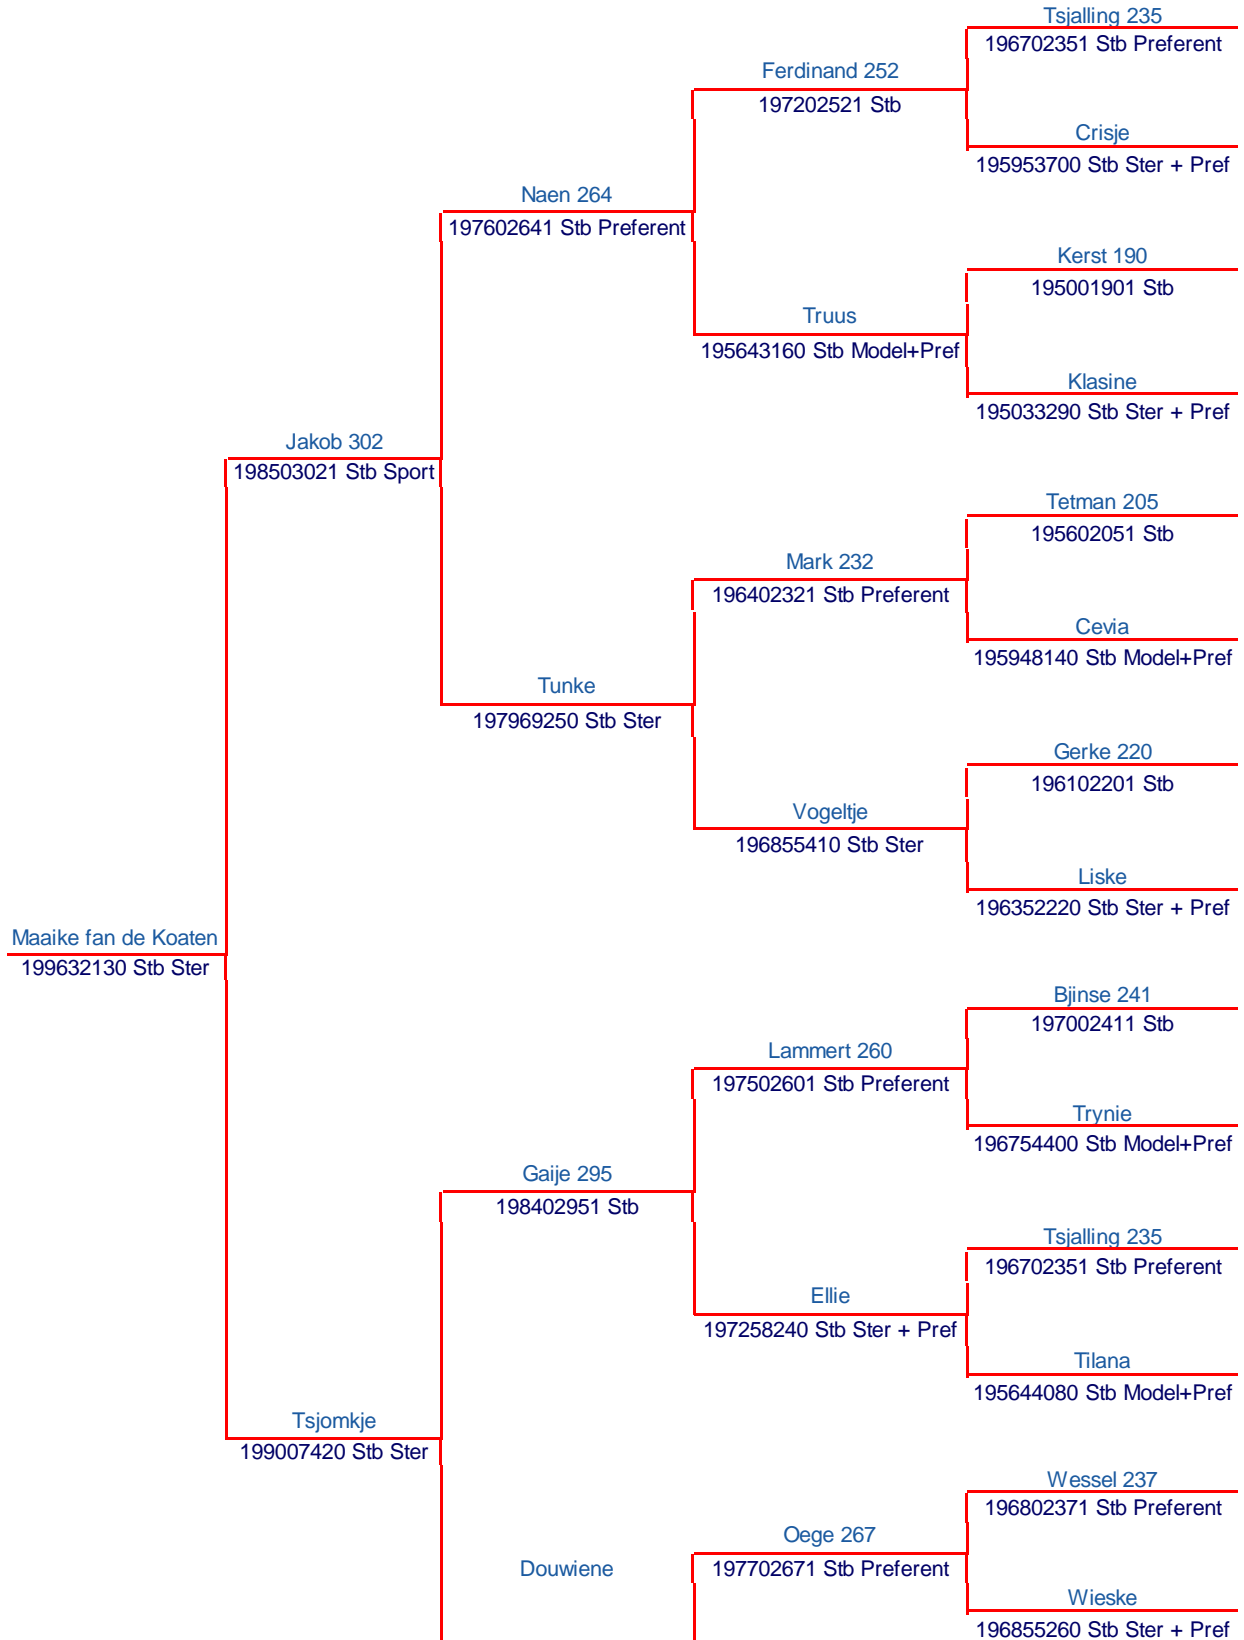 Tsjalling 235
196702351 Stb Preferent
Ferdinand 252
197202521 Stb
Crisje
195953700 Stb Ster + Pref
Naen 264
197602641 Stb Preferent
Kerst 190
195001901 Stb
Truus
195643160 Stb Model+Pref
Klasine
195033290 Stb Ster + Pref
Jakob 302
198503021 Stb Sport
Tetman 205
195602051 Stb
Mark 232
196402321 Stb Preferent
Cevia
195948140 Stb Model+Pref
Tunke
197969250 Stb Ster
Gerke 220
196102201 Stb
Vogeltje
196855410 Stb Ster
Liske
196352220 Stb Ster + Pref
Maaike fan de Koaten
199632130 Stb Ster
Bjinse 241
197002411 Stb
Lammert 260
197502601 Stb Preferent
Trynie
196754400 Stb Model+Pref
Gaije 295
198402951 Stb
Tsjalling 235
196702351 Stb Preferent
Ellie
197258240 Stb Ster + Pref
Tilana
195644080 Stb Model+Pref
Tsjomkje
199007420 Stb Ster
Wessel 237
196802371 Stb Preferent
Oege 267
197702671 Stb Preferent
Douwiene
Wieske
196855260 Stb Ster + Pref